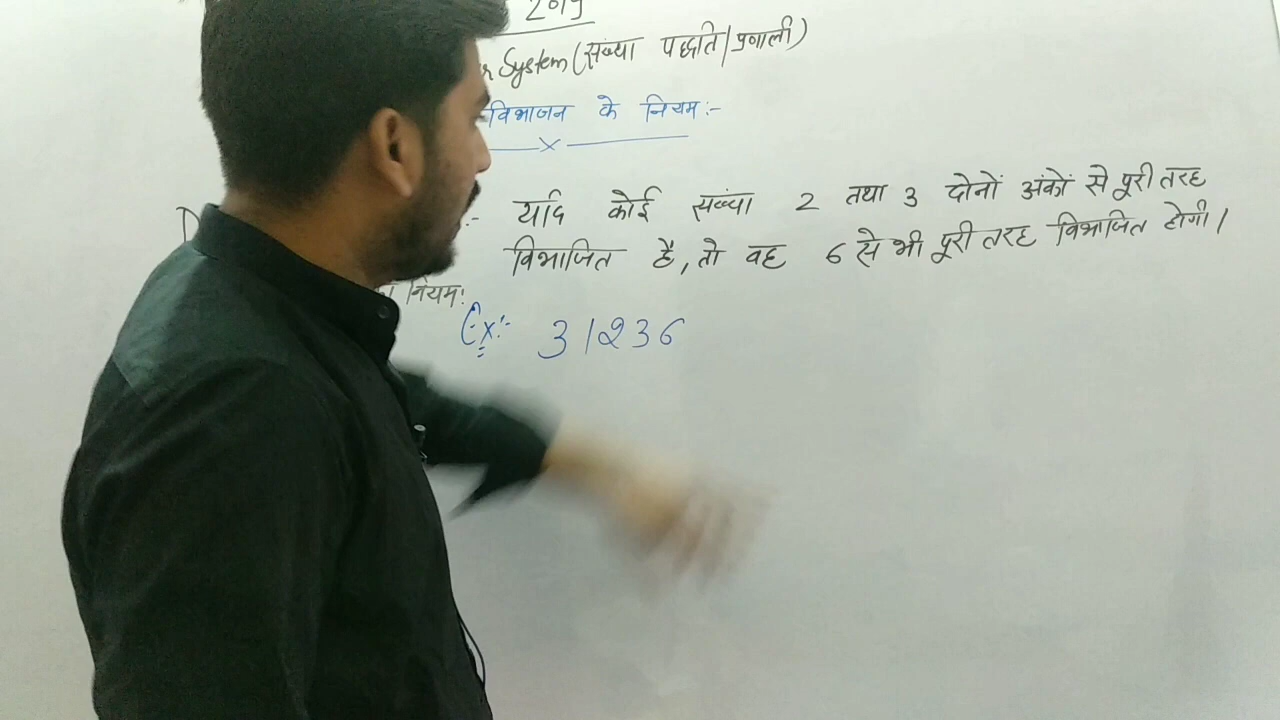 2019
System (संख्या पद्धति/प्रणाली)
विभाजन के नियम:-
:- यदि कोई संख्या 2 तथा 3 दोनों अंकों से पूरी तरह
विभाजित है, तो वह 6 से भी पूरी तरह विभाजित होगी।
नियम:
Ex:- 31236